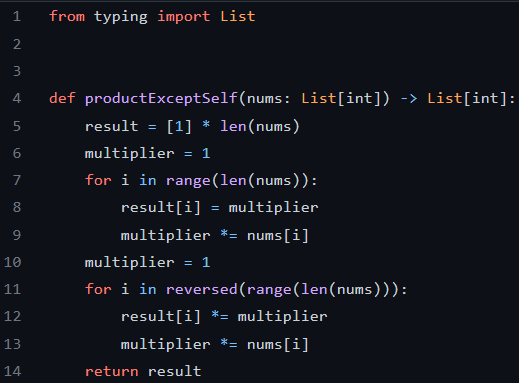 1 from typing import List
2
3
4 def productExceptSelf(nums: List[int]) -> List[int]:
5     result = [1] * len(nums)
6     multiplier = 1
7     for i in range(len(nums)):
8         result[i] = multiplier
9         multiplier *= nums[i]
10     multiplier = 1
11     for i in reversed(range(len(nums))):
12         result[i] *= multiplier
13         multiplier *= nums[i]
14     return result